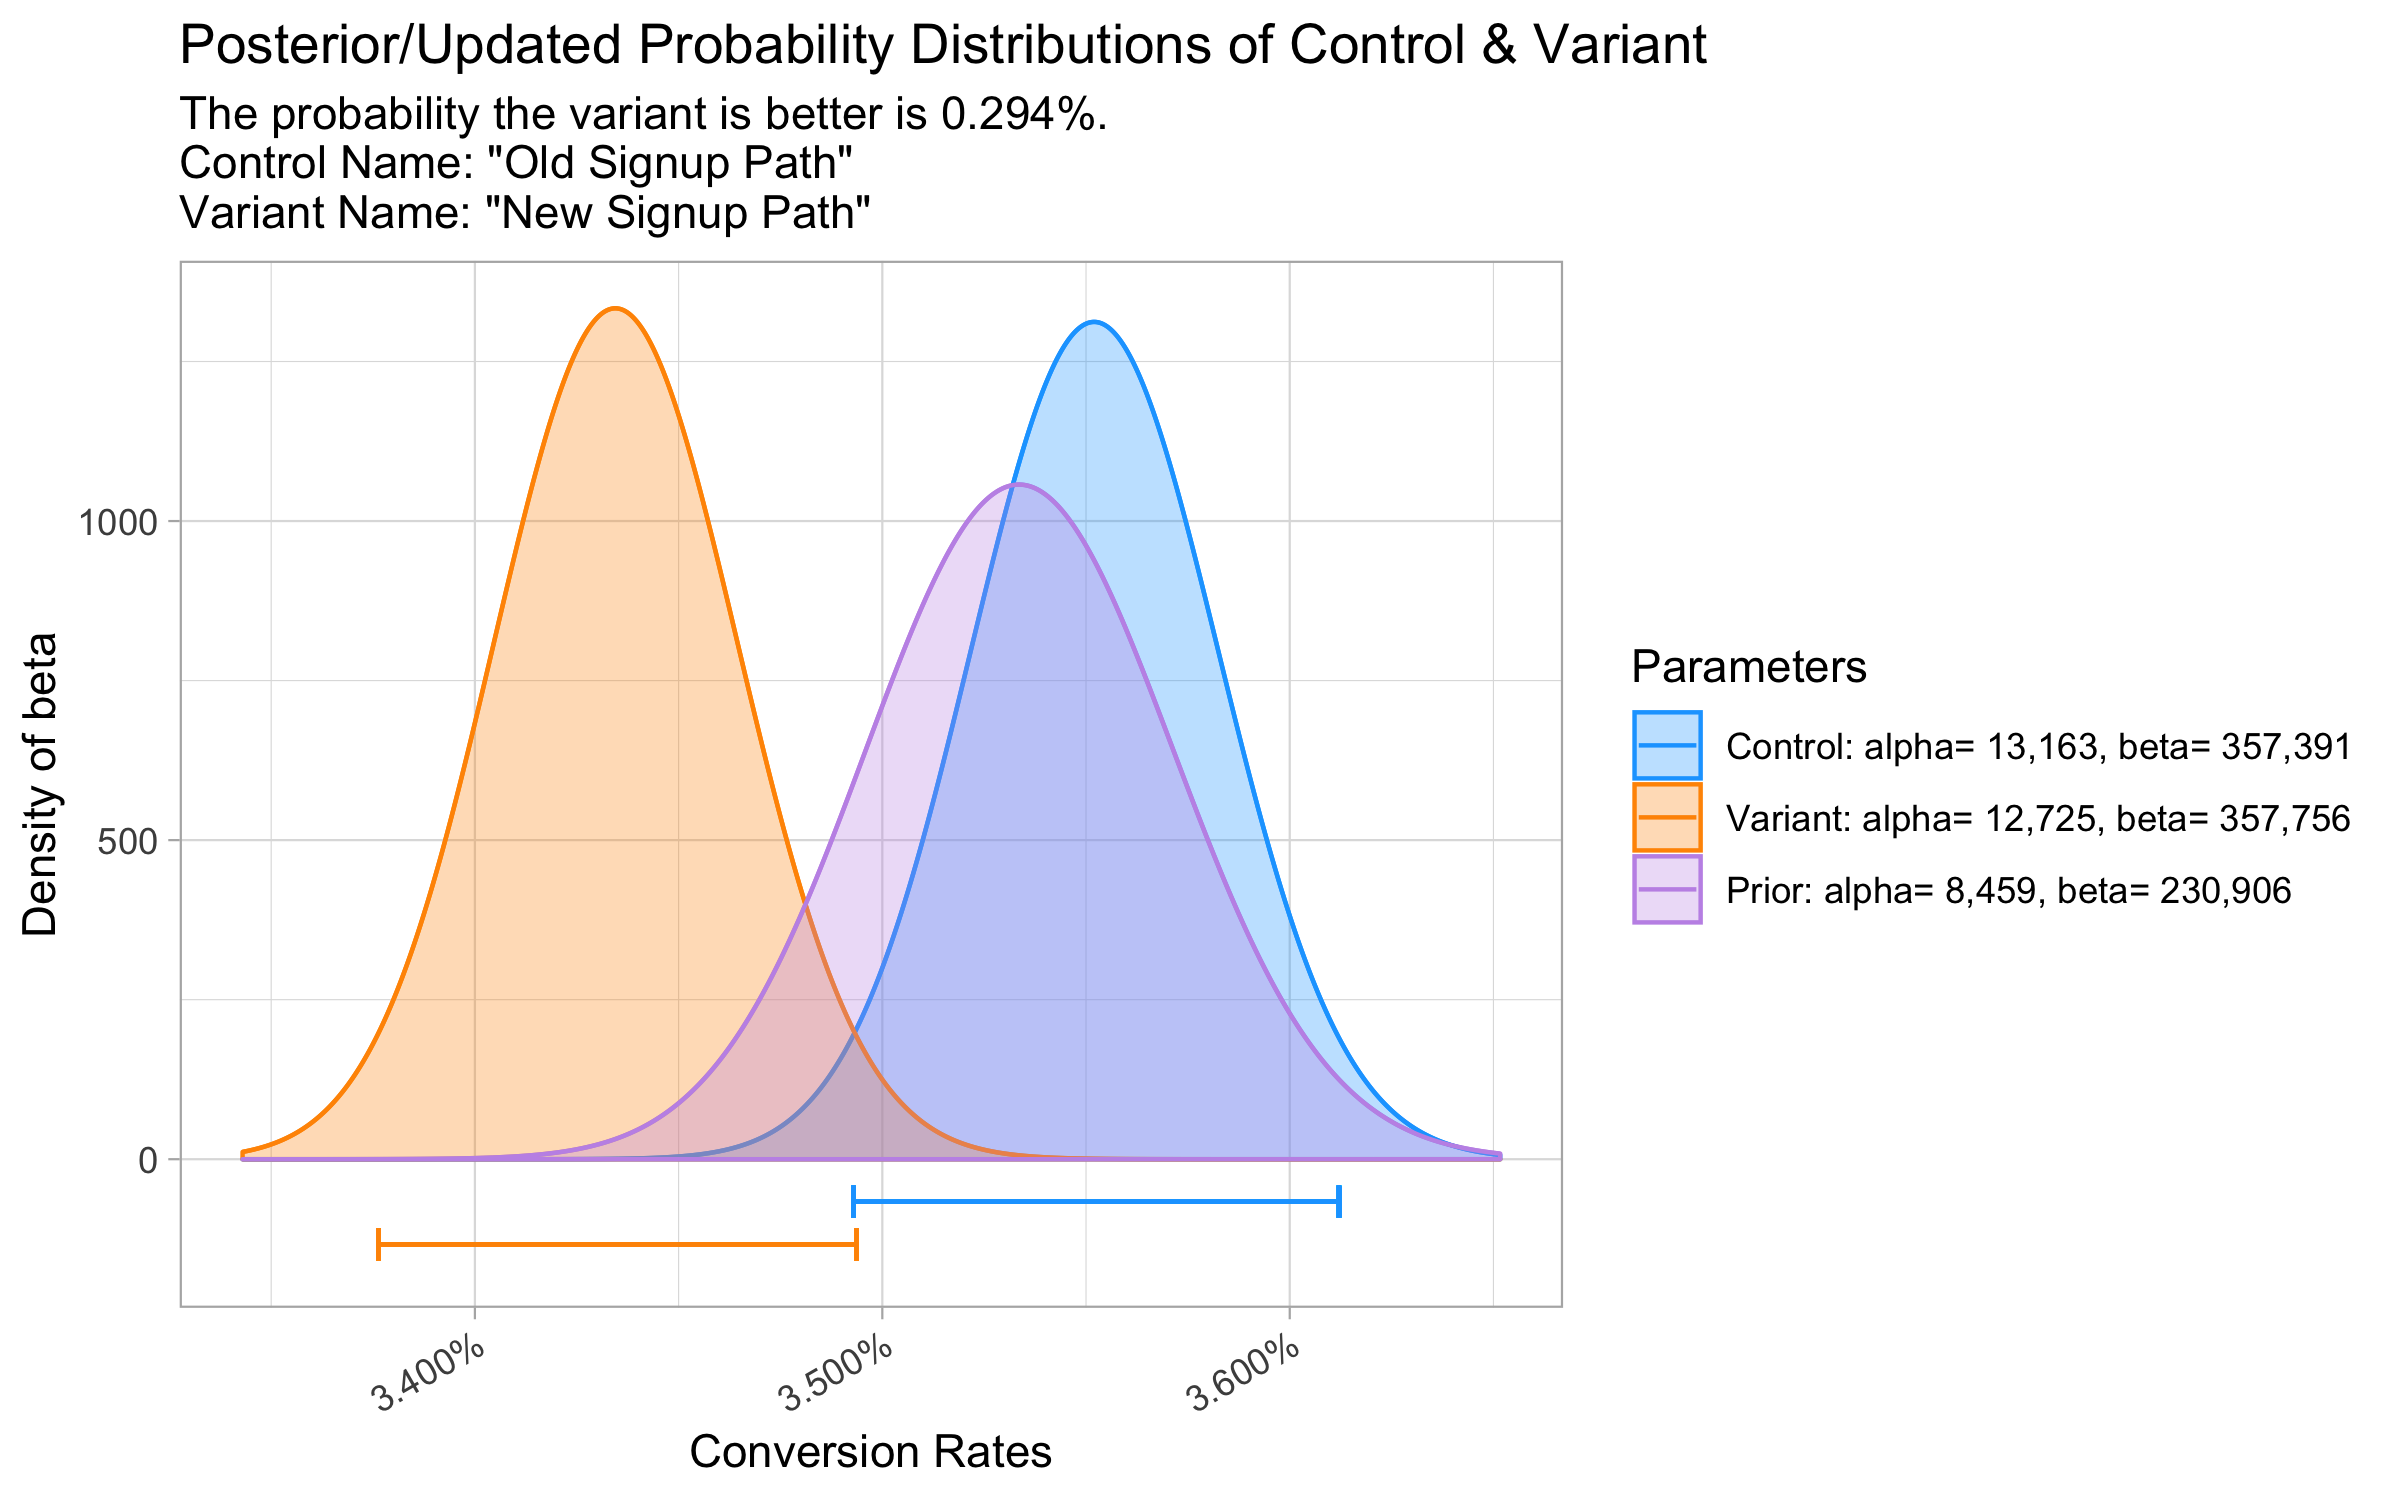 Posterior/Updated Probability Distributions of Control & Variant
The probability the variant is better is 0.294%.
Control Name: "Old Signup Path"
Variant Name: "New Signup Path"
Density of beta
1000
500
0
3.400%
3.500%
3.600%
Conversion Rates
Parameters
Control: alpha= 13,163, beta= 357,391
Variant: alpha= 12,725, beta= 357,756
Prior: alpha= 8,459, beta= 230,906